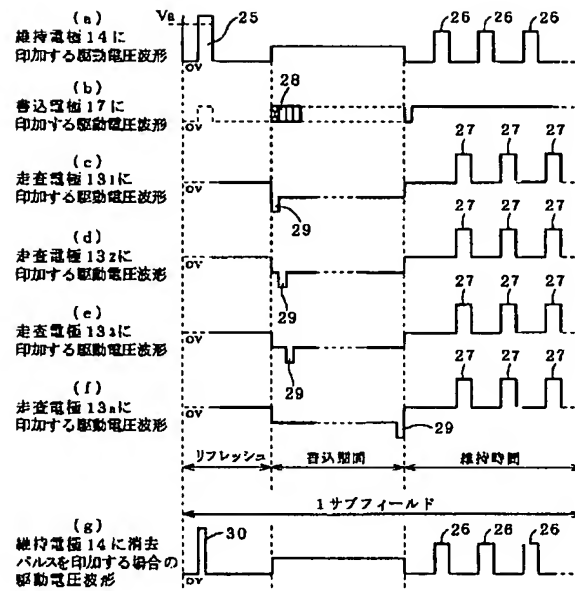 (a)
維持電極14に
印加する駆動電圧波形
VB
25
26 26 26
0V
(b)
書込電極17に
印加する駆動電圧波形
28
0V
(c)
走査電極131に
印加する駆動電圧波形
27 27 27
0V
29
(d)
走査電極132に
印加する駆動電圧波形
27 27 27
0V
29
(e)
走査電極133に
印加する駆動電圧波形
27 27 27
0V
29
(f)
走査電極13nに
印加する駆動電圧波形
27 27 27
0V
29
リフレッシュ 書込期間 維持時間
1サブフィールド
(g)
維持電極14に消去
パルスを印加する場合の
駆動電圧波形
30
26 26 26
0V